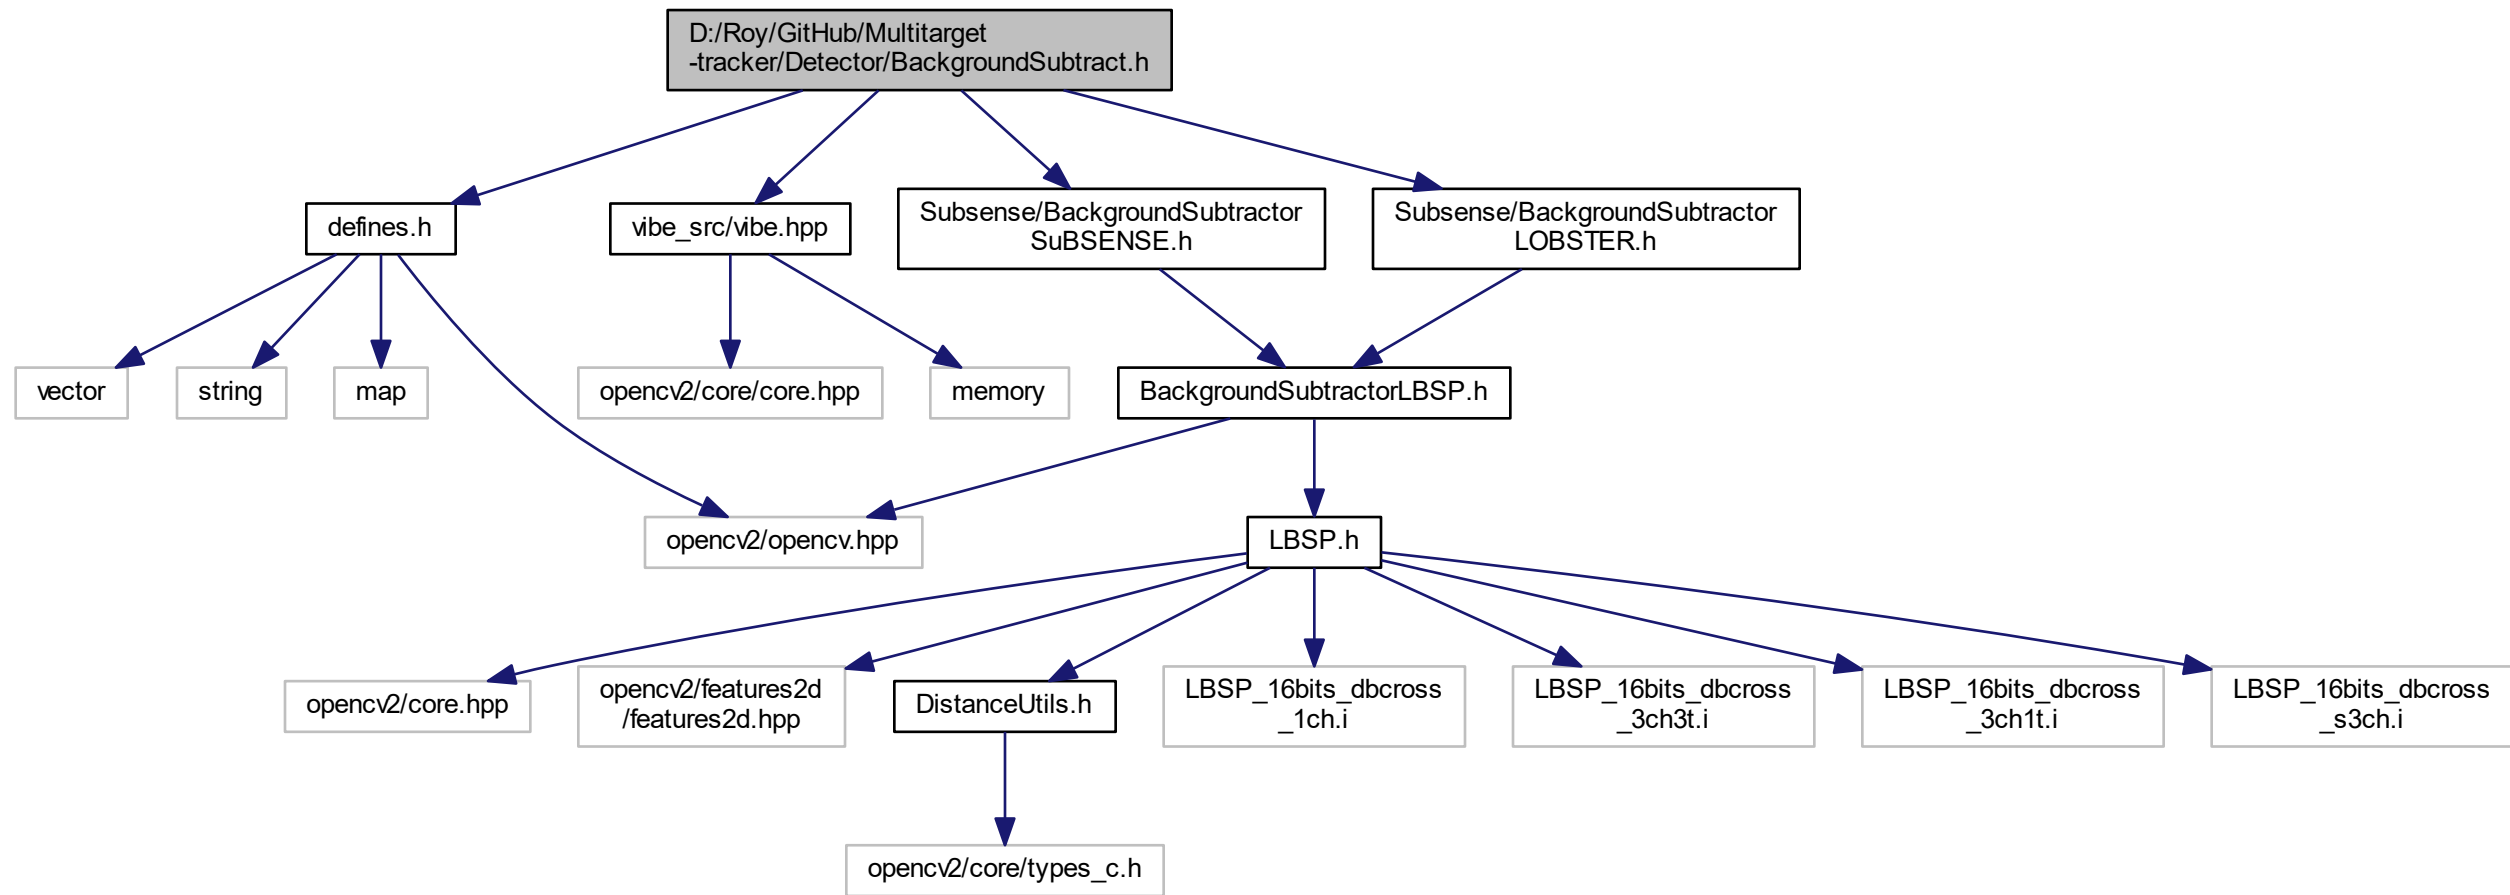 D:/Roy/GitHub/Multitarget
-tracker/Detector/BackgroundSubtract.h
defines.h
vibe_src/vibe.hpp
Subsense/BackgroundSubtractor
SuBSENSE.h
Subsense/BackgroundSubtractor
LOBSTER.h
vector
string
map
opencv2/core/core.hpp
memory
BackgroundSubtractorLBSP.h
opencv2/opencv.hpp
LBSP.h
opencv2/core.hpp
opencv2/features2d
/features2d.hpp
DistanceUtils.h
LBSP_16bits_dbcross
_1ch.i
LBSP_16bits_dbcross
_3ch3t.i
LBSP_16bits_dbcross
_3ch1t.i
LBSP_16bits_dbcross
_s3ch.i
opencv2/core/types_c.h